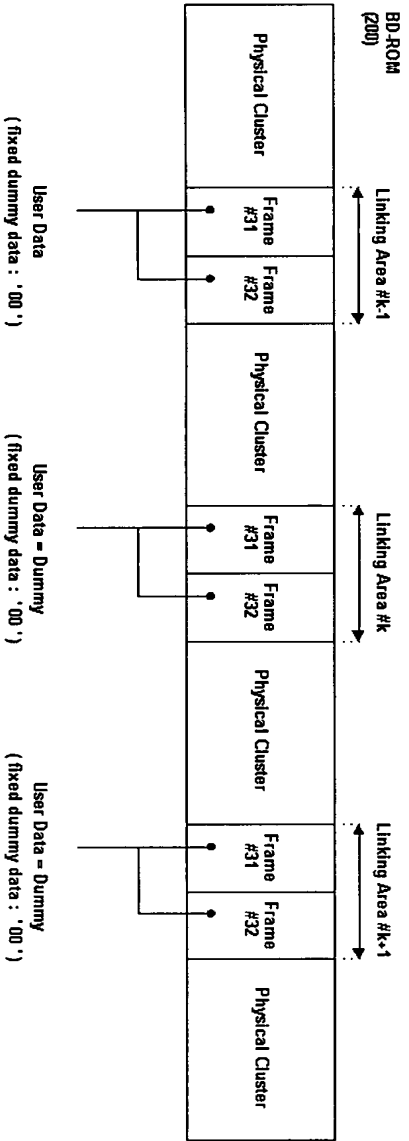 BD-ROM
(200)
Linking Area #k-1
Linking Area #k
Linking Area #k+1
Physical Cluster
Frame
#31
Frame
#32
Physical Cluster
Frame
#31
Frame
#32
Physical Cluster
Frame
#31
Frame
#32
Physical Cluster
User Data
( fixed dummy data : '00 ' )
User Data = Dummy
( fixed dummy data : '00 ' )
User Data = Dummy
( fixed dummy data : '00 ' )